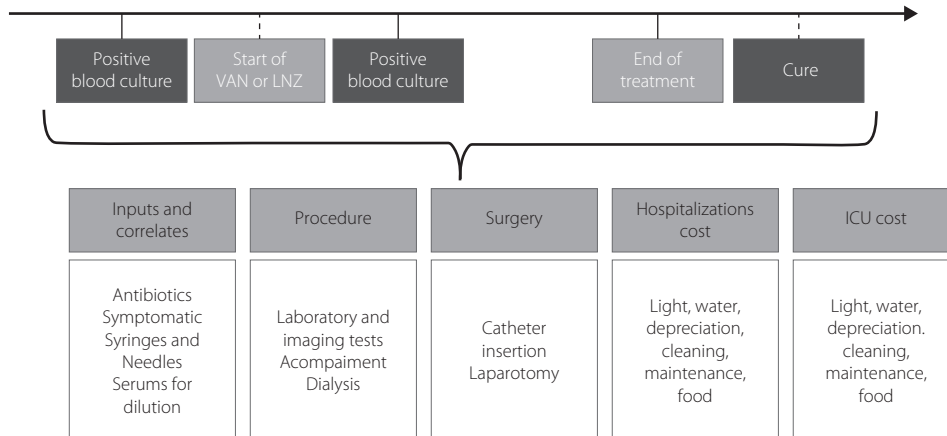 Positive
blood culture
Start of
VAN or LNZ
Positive
blood culture
End of
treatment
Cure
Inputs and
correlates
Procedure
Surgery
Hospitalizations
cost
ICU cost
Antibiotics
Symptomatic
Syringes and
Needles
Serums for
dilution
Laboratory and
imaging tests
Acompaiment
Dialysis
Catheter
insertion
Laparotomy
Light, water,
depreciation,
cleaning,
maintenance,
food
Light, water,
depreciation.
cleaning,
maintenance,
food